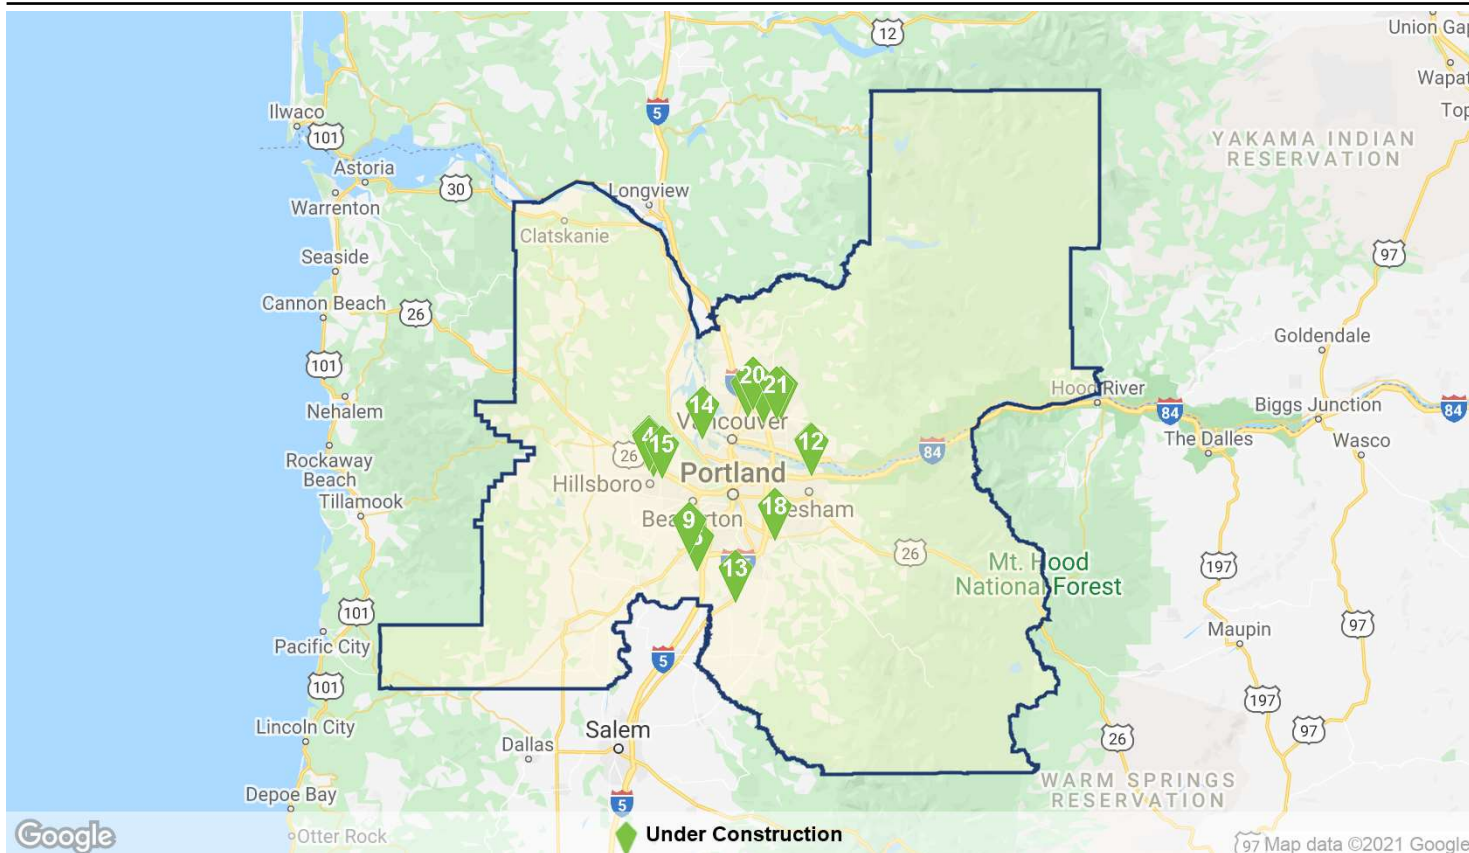 12
Union Gap
Wapat
Top
5
Ilwaco
101
YAKAMA INDIAN
RESERVATION
Astoria
30
Longview
Warrenton
Clatskanie
Seaside
97
Cannon Beach
26
Goldendale
101
20
21
Hood River
Nehalem
14
Vancouver
84
Biggs Junction
84
4
15
12
The Dalles
Wasco
26
84
Rockaway
Beach
Portland
Hillsboro
Tillamook
9
18
Beaverton
Gresham
26
13
Mt. Hood
National Forest
197
101
97
Pacific City
Maupin
5
101
197
Lincoln City
Salem
97
Dallas
26
WARM SPRINGS
RESERVATION
Depoe Bay
5
Google
Otter Rock
Under Construction
97
Map data ©2021 Google